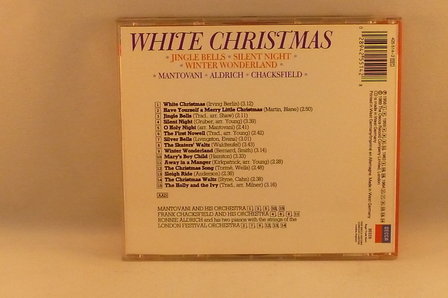 WHITE CHRISTMAS
JINGLE BELLS • SILENT NIGHT
WINTER WONDERLAND
MANTOVANI • ALDRICH • CHACKSFIELD
White Christmas (Irving Berlin) (3.12)
Have Yourself a Merry Little Christmas (Martin, Blane) (2.50)
Jingle Bells (Trad., arr. Shaw) (2.11)
Silent Night (Gruber, arr. Young) (3.39)
O Holy Night (arr. Mantovani) (2.41)
The First Nowell (Trad., arr. Young) (2.42)
Silver Bells (Livingston, Evans) (3.01)
The Skaters' Waltz (Waldteufel) (2.43)
Winter Wonderland (Bernard, Smith) (3.14)
Mary's Boy Child (Hairston) (2.33)
Away in a Manger (Kirkpatrick, arr. Young) (3.28)
The Christmas Song (Tormé, Wells) (2.48)
Sleigh Ride (Anderson) (2.38)
The Christmas Waltz (Styne, Cahn) (2.38)
The Holly and the Ivy (Trad., arr. Milner) (3.16)
AAD
MANTOVANI AND HIS ORCHESTRA
FRANK CHACKSFIELD AND HIS ORCHESTRA
RONNIE ALDRICH and his two pianos with the strings of the
LONDON FESTIVAL ORCHESTRA
DECCA